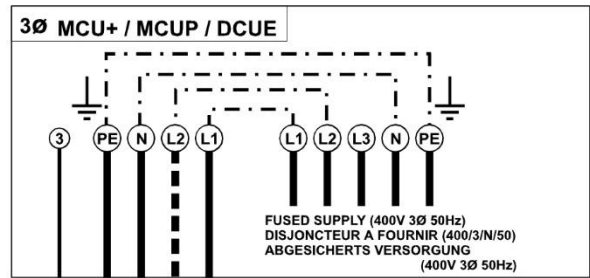 3Ø MCU+ / MCUP / DCUE
3 PE N L2 L1 L1 L2 L3 N PE
FUSED SUPPLY (400V 3Ø 50Hz)
DISJONCTEUR A FOURNIR (400/3/N/50)
ABGESICHERTS VERSORGUNG
(400V 3Ø 50Hz)